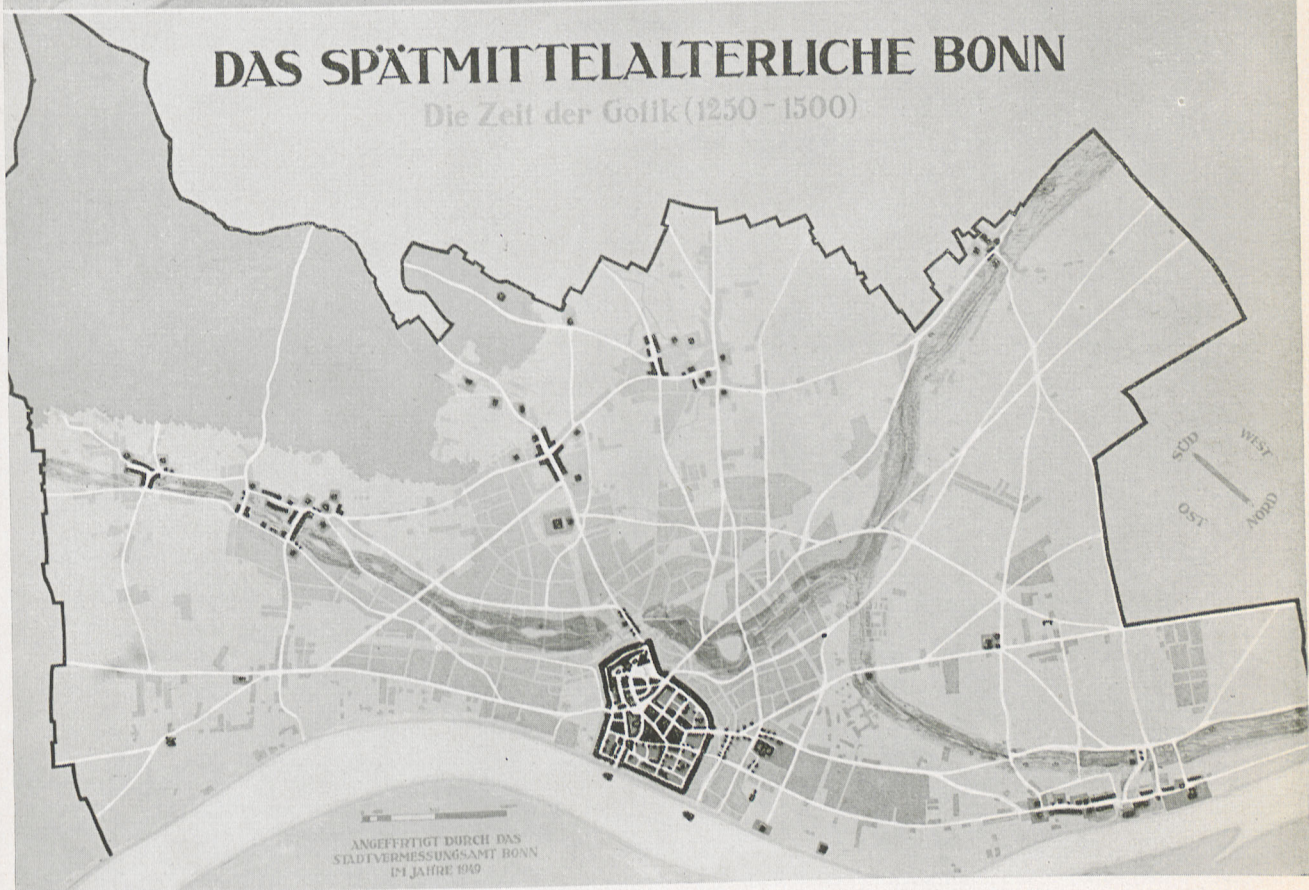 DAS SPÄTMITTELALTERLICHE BONN
Die Zeit der Gotik (1250 - 1500)
SÜD
WEST
OST
NORD
ANGEFERTIGT DURCH DAS
STADTVERMESSUNGSAMT BONN
IM JAHRE 1949